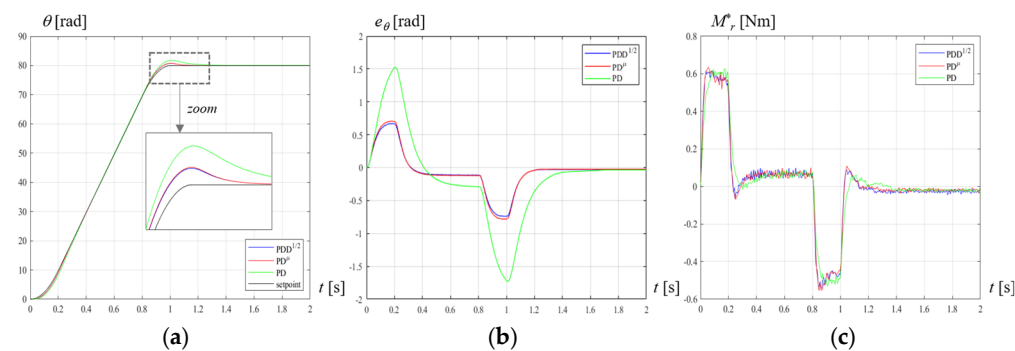 θ [rad]
90
80
70
60
50
40
30
20
10
0
zoom
PDD1/2
PDμ
PD
setpoint
0 0.2 0.4 0.6 0.8 1 1.2 1.4 1.6 1.8 2
t [s]
(a)
eθ [rad]
2
1.5
1
0.5
0
-0.5
-1
-1.5
-2
PDD1/2
PDμ
PD
0 0.2 0.4 0.6 0.8 1 1.2 1.4 1.6 1.8 2
t [s]
(b)
M*r [Nm]
0.8
0.6
0.4
0.2
0
-0.2
-0.4
-0.6
PDD1/2
PDμ
PD
0 0.2 0.4 0.6 0.8 1 1.2 1.4 1.6 1.8 2
t [s]
(c)